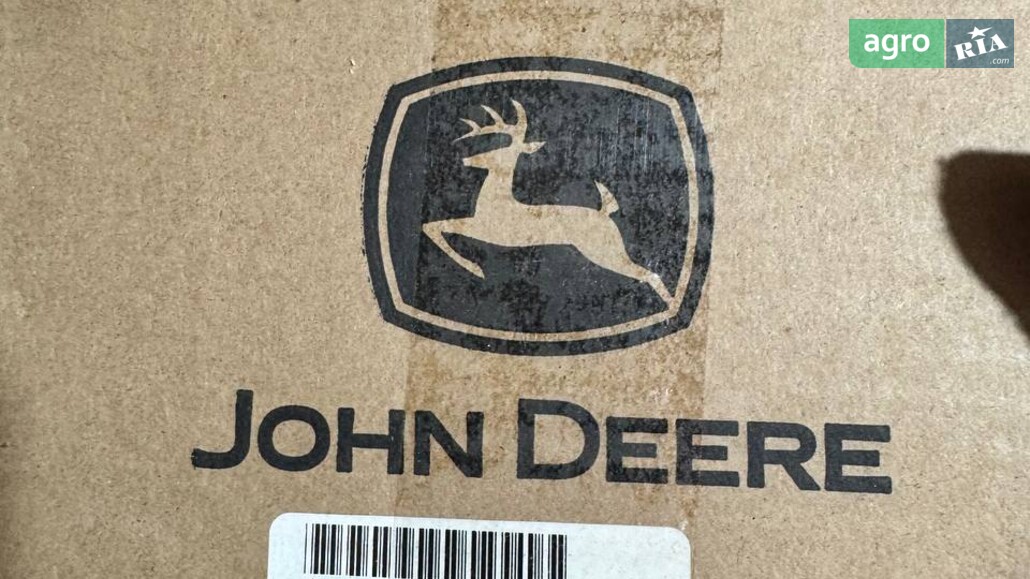 agro
RIA
.com
JOHN DEERE